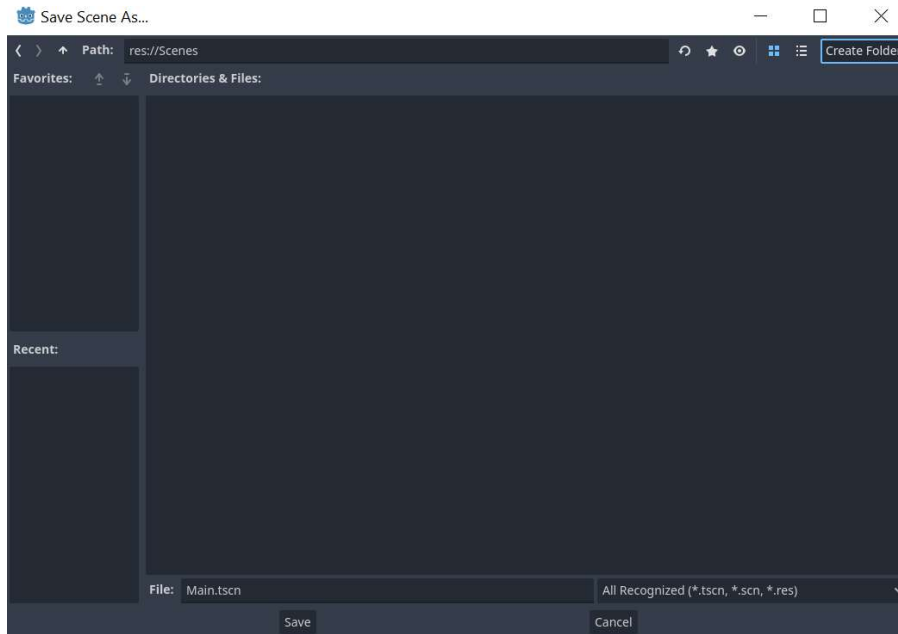 Save Scene As...
Path: res://Scenes Create Folder
Favorites: Directories & Files:
Recent:
File: Main.tscn All Recognized (*.tscn, *.scn, *.res)
Save Cancel